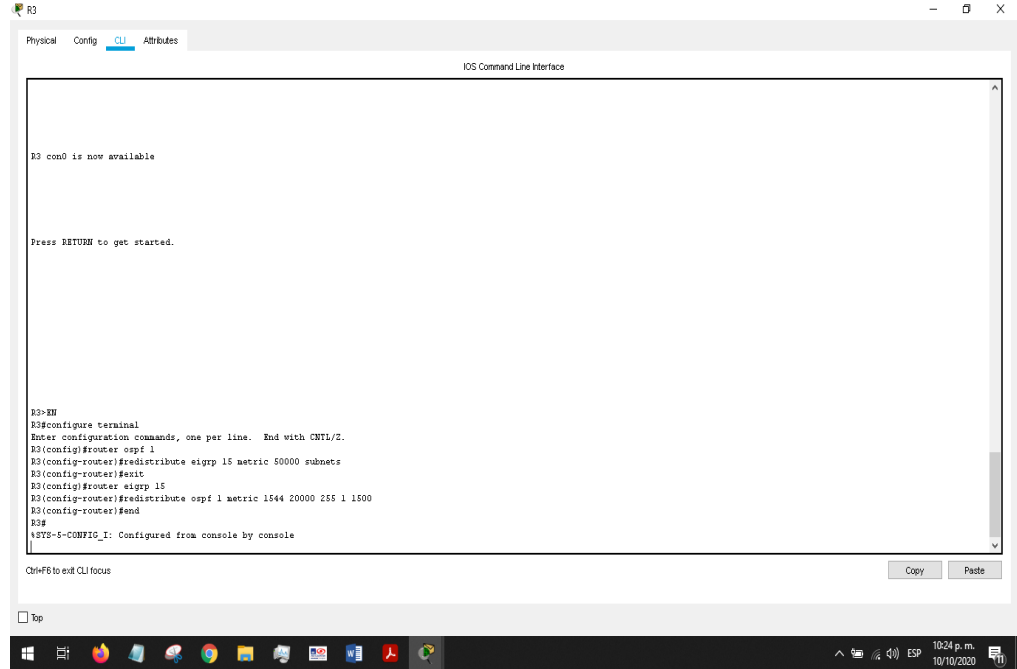 R3
Physical Config CLI Attributes
IOS Command Line Interface
R3 con0 is now available
Press RETURN to get started.
R3>EN
R3#configure terminal
Enter configuration commands, one per line. End with CNTL/Z.
R3(config)#router ospf 1
R3(config-router)#redistribute eigrp 15 metric 50000 subnets
R3(config-router)#exit
R3(config)#router eigrp 15
R3(config-router)#redistribute ospf 1 metric 1544 20000 255 1 1500
R3(config-router)#end
R3#
%SYS-5-CONFIG_I: Configured from console by console
Ctrl+F6 to exit CLI focus
Copy Paste
Top
ESP
10:24 p. m.
10/10/2020
11